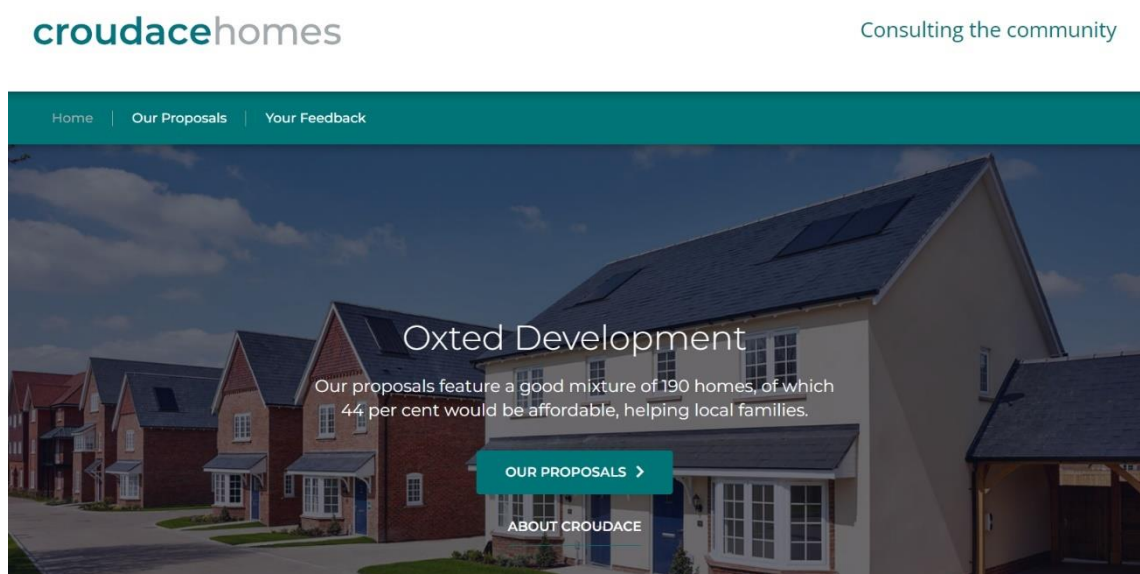 croudacehomes
Consulting the community
Home
Our Proposals
Your Feedback
Oxted Development
Our proposals feature a good mixture of 190 homes, of which
44 per cent would be affordable, helping local families.
OUR PROPOSALS
ABOUT CROUDACE